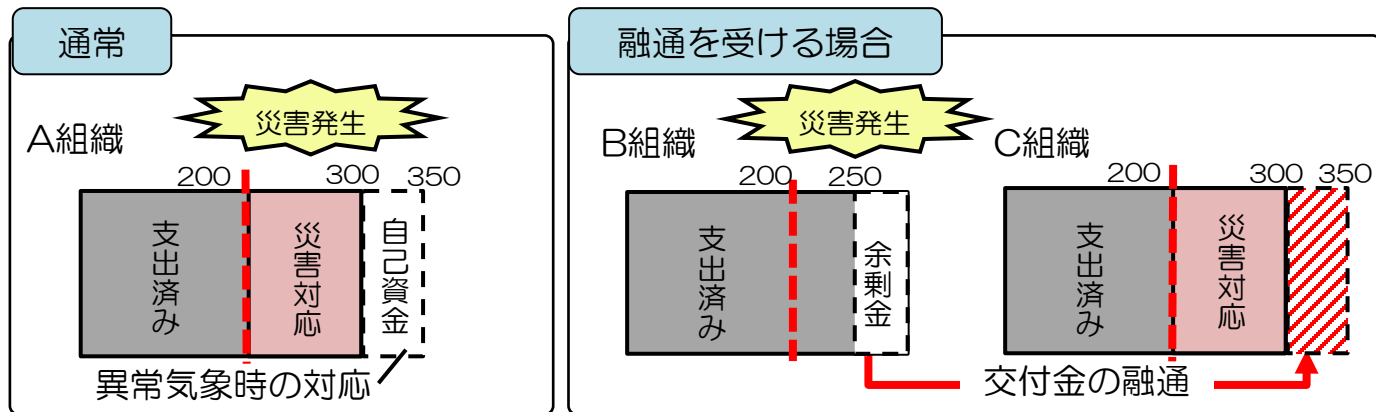 通常
災害発生
A組織
200
300
350
支出済み
災害対応
自己資金
異常気象時の対応
融通を受ける場合
災害発生
B組織
200
250
支出済み
余剰金
C組織
200
300
350
支出済み
災害対応
交付金の融通